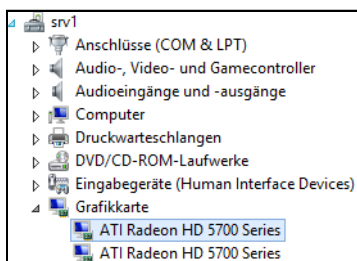 srv1
Anschlüsse (COM & LPT)
Audio-, Video- und Gamecontroller
Audioeingänge und -ausgänge
Computer
Druckwarteschlangen
DVD/CD-ROM-Laufwerke
Eingabegeräte (Human Interface Devices)
Grafikkarte
ATI Radeon HD 5700 Series
ATI Radeon HD 5700 Series